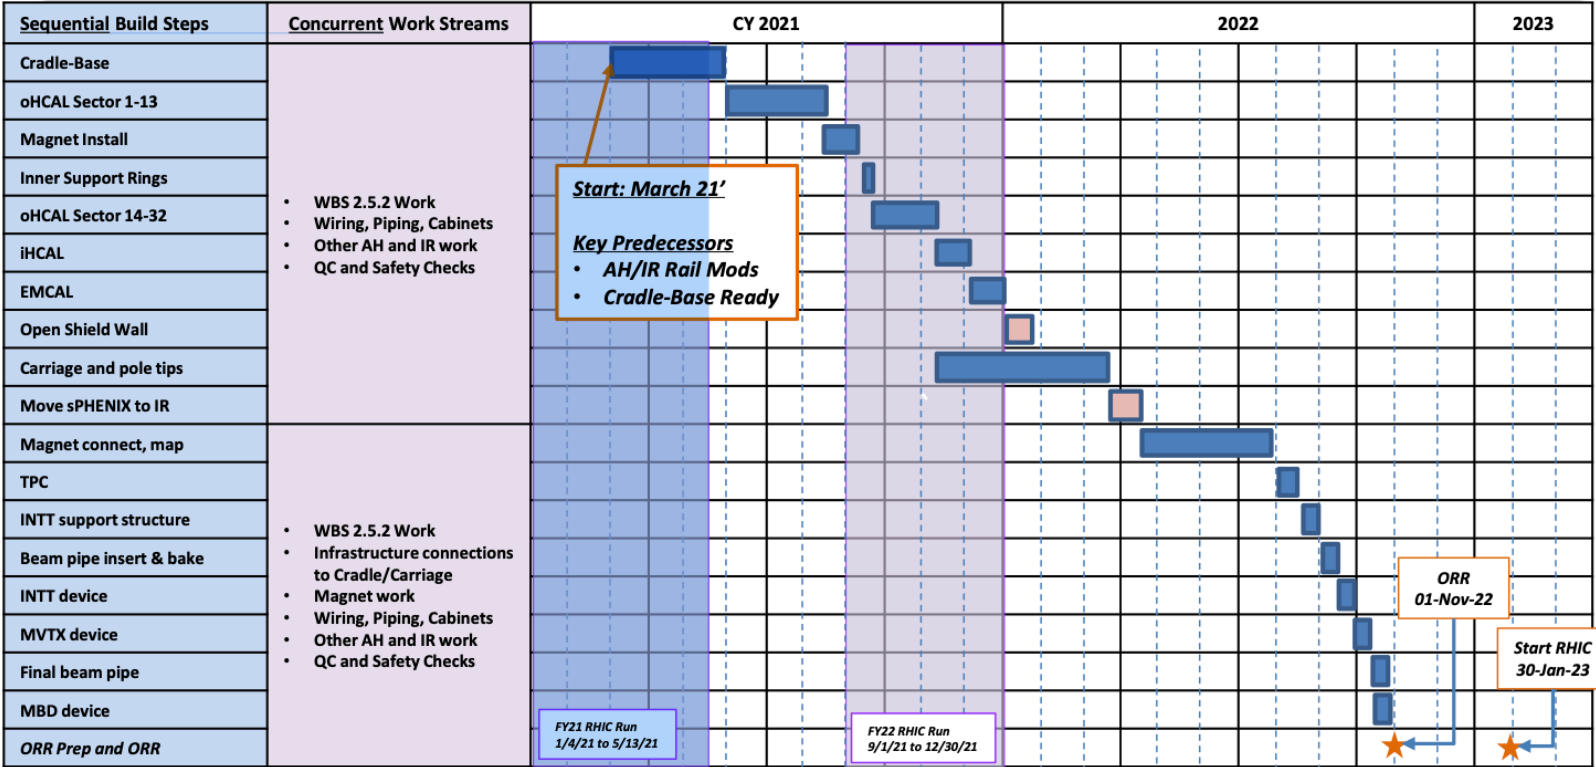 Sequential Build Steps
Concurrent Work Streams
CY 2021
2022
2023
Cradle-Base
oHCAL Sector 1-13
Magnet Install
Inner Support Rings
oHCAL Sector 14-32
iHCAL
EMCAL
Open Shield Wall
Carriage and pole tips
Move sPHENIX to IR
Magnet connect, map
TPC
INTT support structure
Beam pipe insert & bake
INTT device
MVTX device
Final beam pipe
MBD device
ORR Prep and ORR
• WBS 2.5.2 Work
• Wiring, Piping, Cabinets
• Other AH and IR work
• QC and Safety Checks
• WBS 2.5.2 Work
• Infrastructure connections
to Cradle/Carriage
• Magnet work
• Wiring, Piping, Cabinets
• Other AH and IR work
• QC and Safety Checks
Start: March 21’
Key Predecessors
• AH/IR Rail Mods
• Cradle-Base Ready
FY21 RHIC Run
1/4/21 to 5/13/21
FY22 RHIC Run
9/1/21 to 12/30/21
ORR
01-Nov-22
Start RHIC
30-Jan-23